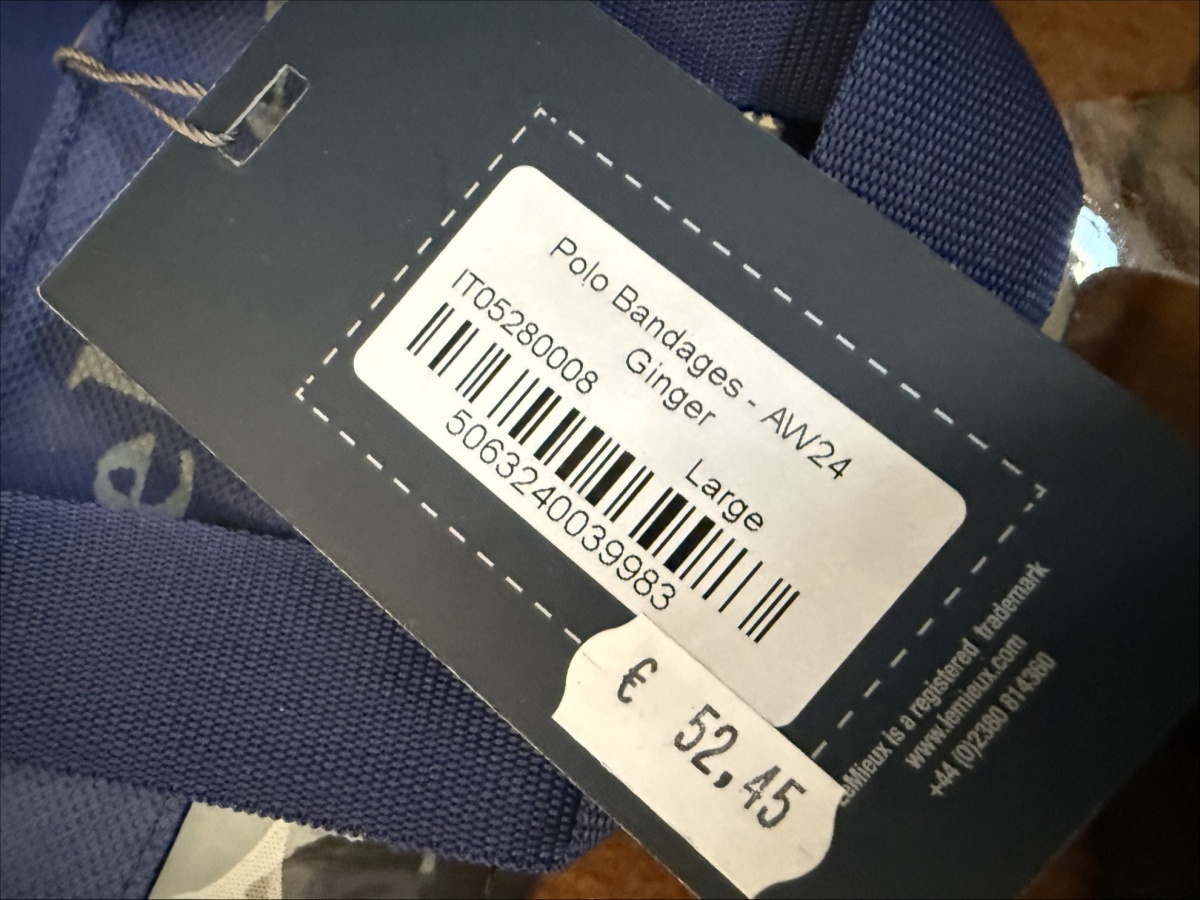 Polo Bandages - AW24
Ginger
IT05280008
Large
5063240039983
€ 52,45
LeMieux is a registered trademark
www.lemieux.com
+44 (0)2380 814360
er